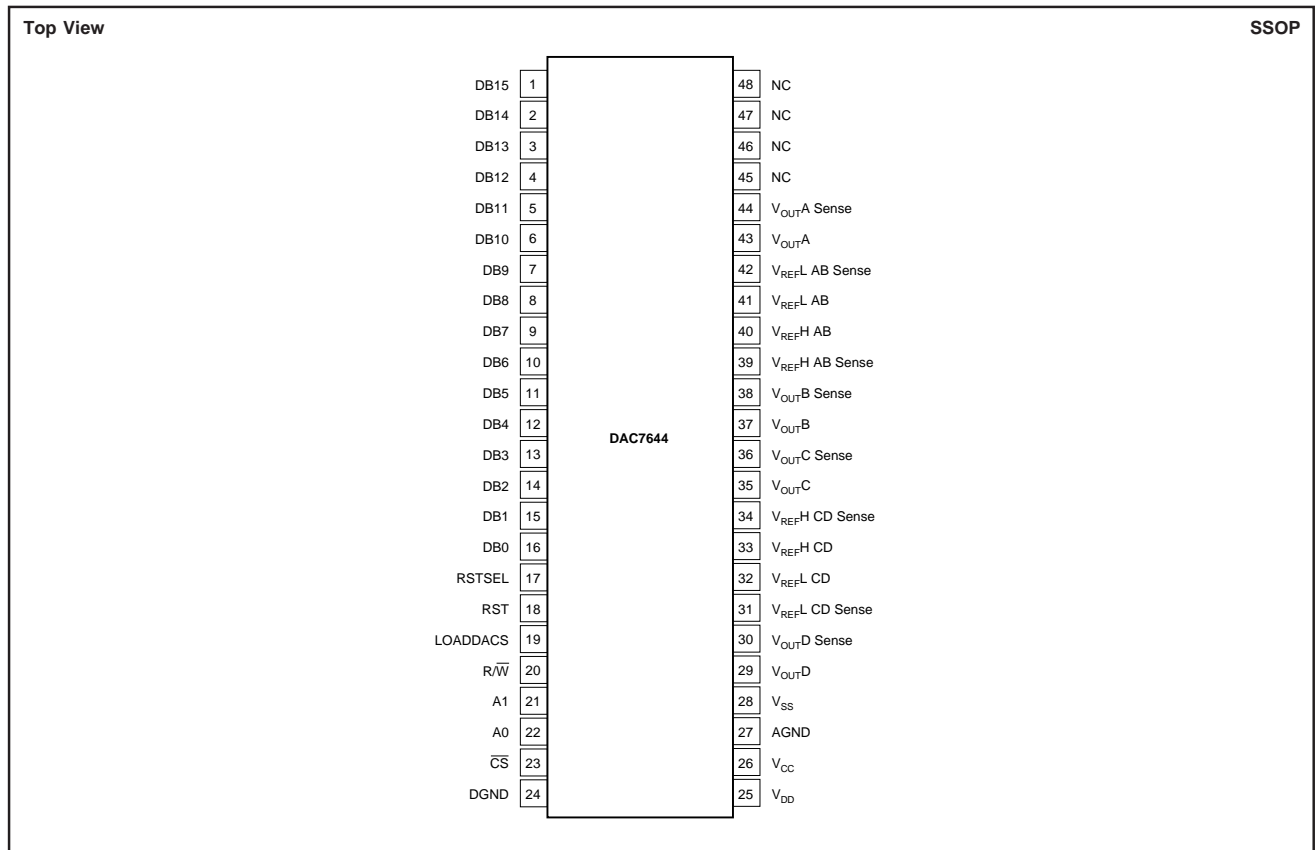 Top View
SSOP
DB15 1
DB14 2
DB13 3
DB12 4
DB11 5
DB10 6
DB9 7
DB8 8
DB7 9
DB6 10
DB5 11
DB4 12
DB3 13
DB2 14
DB1 15
DB0 16
RSTSEL 17
RST 18
LOADDACS 19
R/W̅ 20
A1 21
A0 22
C̅S̅ 23
DGND 24
DAC7644
48 NC
47 NC
46 NC
45 NC
44 VOUTA Sense
43 VOUTA
42 VREFL AB Sense
41 VREFL AB
40 VREFH AB
39 VREFH AB Sense
38 VOUTB Sense
37 VOUTB
36 VOUTC Sense
35 VOUTC
34 VREFH CD Sense
33 VREFH CD
32 VREFL CD
31 VREFL CD Sense
30 VOUTD Sense
29 VOUTD
28 VSS
27 AGND
26 VCC
25 VDD